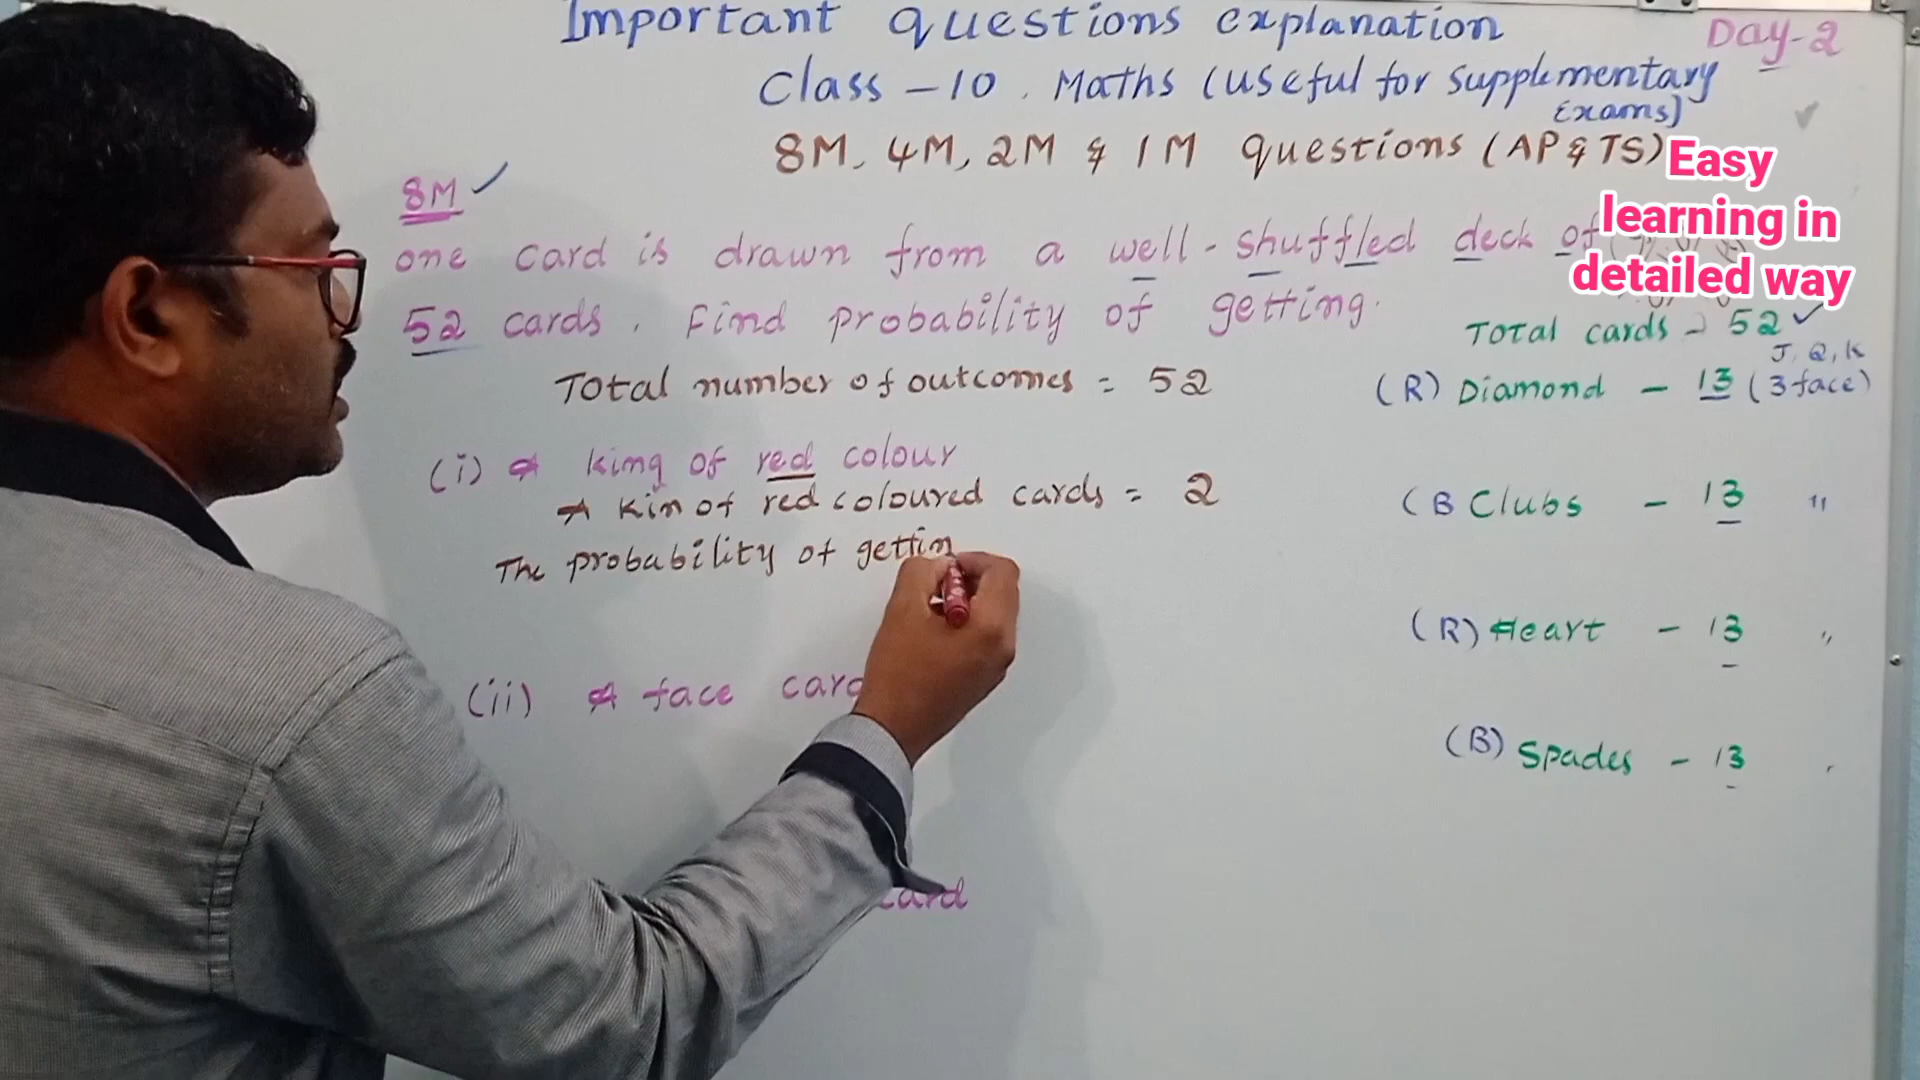 Important questions explanation
Day-2
Class - 10 . Maths (useful for supplementary
Exams)
8M, 4M, 2M & 1M questions (AP & TS)
Easy
learning in
detailed way
8M ✓
one card is drawn from a well - shuffled deck of
52 cards . Find probability of getting.
Total number of outcomes = 52
(i) A king of red colour
A kin of red coloured cards = 2
The probability of gettin
(ii) A face card
card
Total cards - 52 ✓
J, Q, K
(R) Diamond - 13 (3 face)
(B Clubs - 13 "
(R) Heart - 13 "
(B) Spades - 13